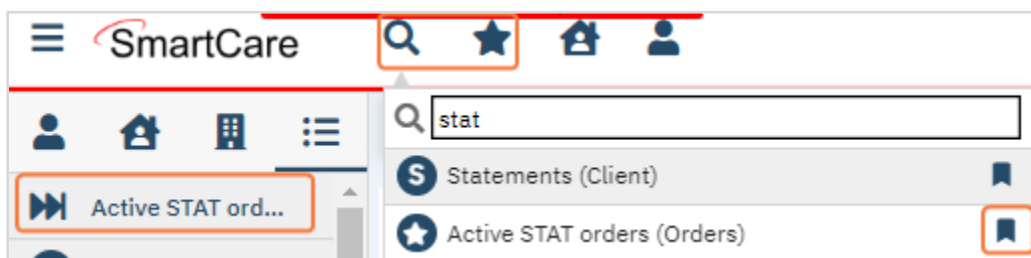 SmartCare
stat
S Statements (Client)
Active STAT ord...
Active STAT orders (Orders)